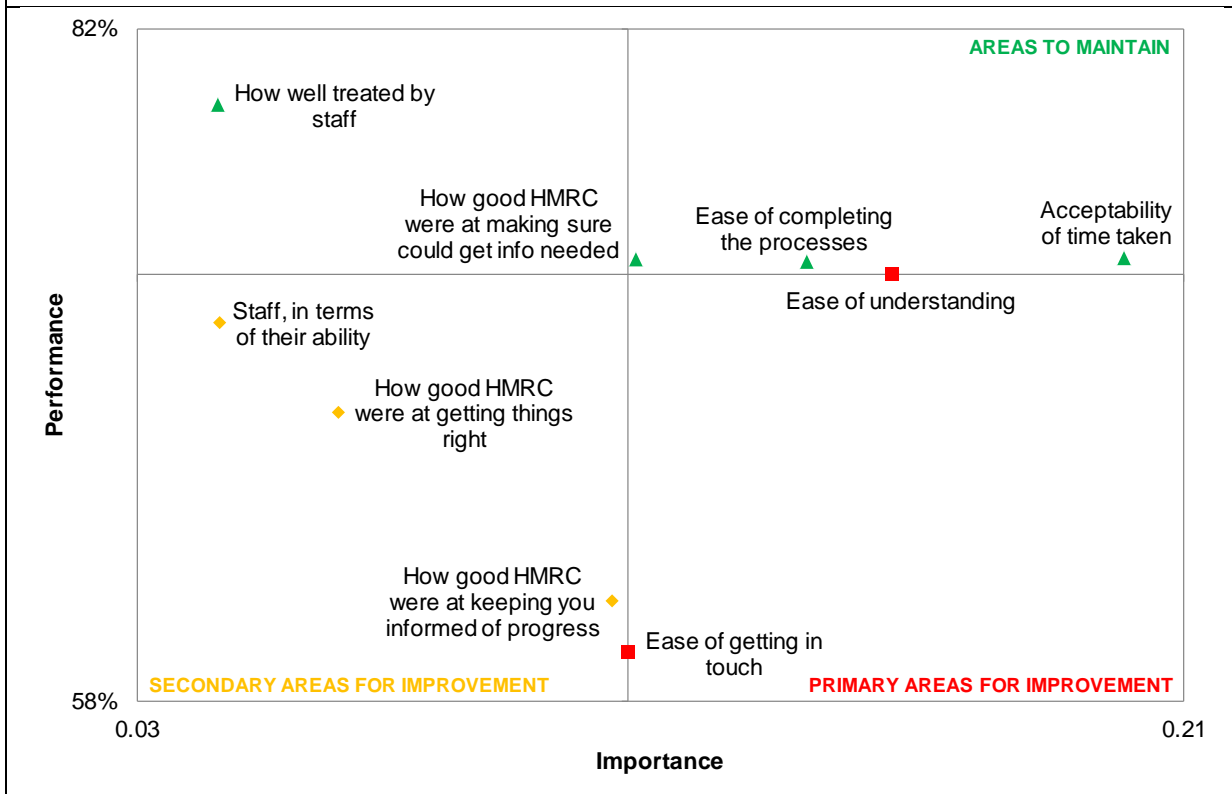 82%
AREAS TO MAINTAIN
How well treated by
staff
How good HMRC
were at making sure
could get info needed
Ease of completing
the processes
Acceptability
of time taken
Ease of understanding
Staff, in terms
of their ability
How good HMRC
were at getting things
right
Performance
How good HMRC
were at keeping you
informed of progress
Ease of getting in
touch
SECONDARY AREAS FOR IMPROVEMENT
PRIMARY AREAS FOR IMPROVEMENT
58%
0.03
0.21
Importance